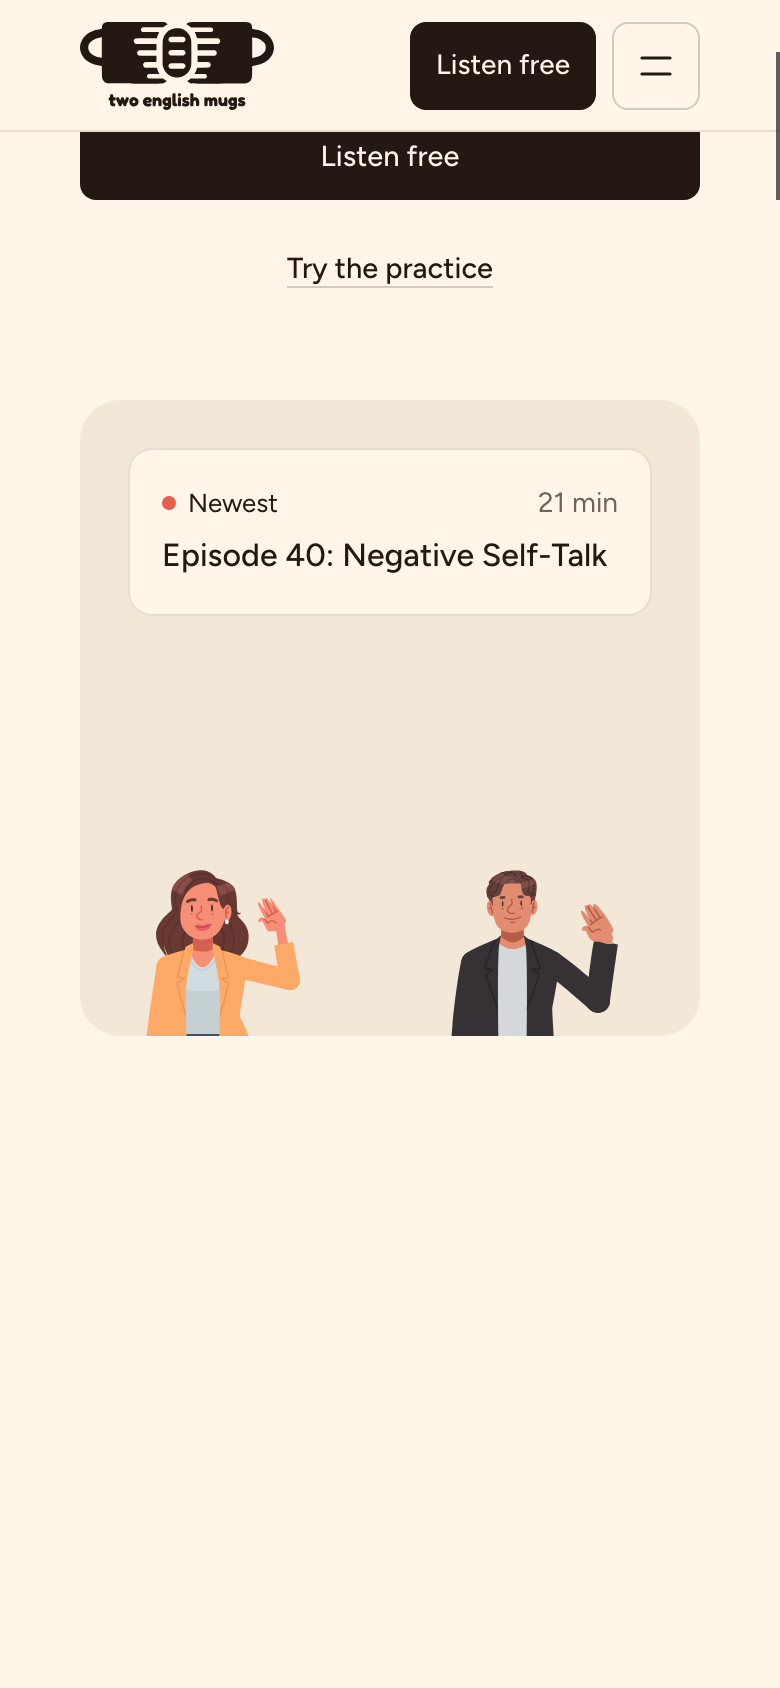 two english mugs
Listen free
Listen free
Try the practice
Newest
21 min
Episode 40: Negative Self-Talk